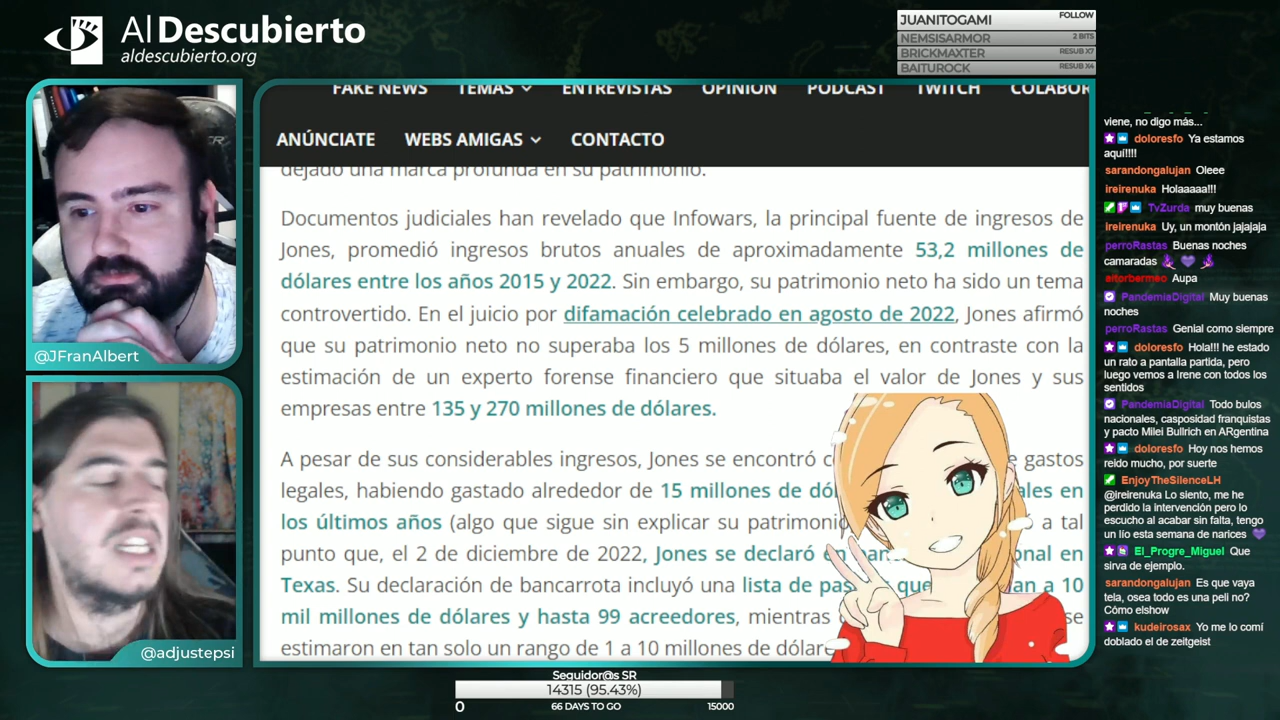 Al Descubierto
aldescubierto.org
JUANITOGAMI FOLLOW
NEMSISARMOR 2 BITS
BRICKMAXTER RESUB X7
BAITUROCK RESUB X4
@JFranAlbert
@adjustepsi
FAKE NEWS TEMAS ENTREVISTAS OPINIÓN PODCAST TWITCH COLABOR
ANÚNCIATE WEBS AMIGAS CONTACTO
dejado una marca profunda en su patrimonio.
Documentos judiciales han revelado que Infowars, la principal fuente de ingresos de
Jones, promedió ingresos brutos anuales de aproximadamente 53,2 millones de
dólares entre los años 2015 y 2022. Sin embargo, su patrimonio neto ha sido un tema
controvertido. En el juicio por difamación celebrado en agosto de 2022, Jones afirmó
que su patrimonio neto no superaba los 5 millones de dólares, en contraste con la
estimación de un experto forense financiero que situaba el valor de Jones y sus
empresas entre 135 y 270 millones de dólares.
A pesar de sus considerables ingresos, Jones se encontró gastos
legales, habiendo gastado alrededor de 15 millones de en
los últimos años (algo que sigue sin explicar su a tal
punto que, el 2 de diciembre de 2022, Jones se declaró en en
Texas. Su declaración de bancarrota incluyó una lista de a 10
mil millones de dólares y hasta 99 acreedores, mientras se
estimaron en tan solo un rango de 1 a 10 millones de
viene, no digo más...
doloresfo Ya estamos
aquí!!!!
sarandongalujan Oleee
ireirenuka Holaaaaa!!!
TvZurda muy buenas
ireirenuka Uy, un montón jajajaja
perroRastas Buenas noches
camaradas
aitorbermeo Aupa
PandemiaDigital Muy buenas
noches
perroRastas Genial como siempre
doloresfo Hola!!! he estado
un rato a pantalla partida, pero
luego vemos a Irene con todos los
sentidos
PandemiaDigital Todo bulos
nacionales, casposidad franquistas
y pacto Milei Bullrich en ARgentina
doloresfo Hoy nos hemos
reido mucho, por suerte
EnjoyTheSilenceLH
@ireirenuka Lo siento, me he
perdido la intervención pero lo
escucho al acabar sin falta, tengo
un lío esta semana de narices
El_Progre_Miguel Que
sirva de ejemplo.
sarandongalujan Es que vaya
tela, osea todo es una peli no?
Cómo elshow
kudeirosax Yo me lo comí
doblado el de zeitgeist
Seguidor@s SR
14315 (95.43%)
0 66 DAYS TO GO 15000